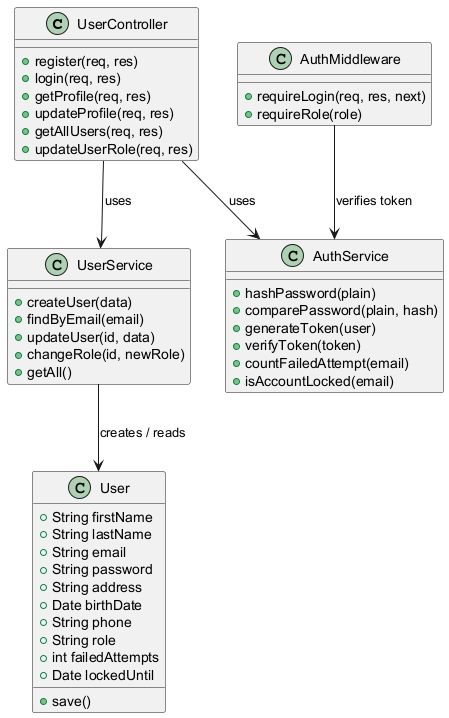 C UserController
register(req, res)
login(req, res)
getProfile(req, res)
updateProfile(req, res)
getAllUsers(req, res)
updateUserRole(req, res)
C AuthMiddleware
requireLogin(req, res, next)
requireRole(role)
uses
uses
verifies token
C UserService
createUser(data)
findByEmail(email)
updateUser(id, data)
changeRole(id, newRole)
getAll()
C AuthService
hashPassword(plain)
comparePassword(plain, hash)
generateToken(user)
verifyToken(token)
countFailedAttempt(email)
isAccountLocked(email)
creates / reads
C User
String firstName
String lastName
String email
String password
String address
Date birthDate
String phone
String role
int failedAttempts
Date lockedUntil
save()